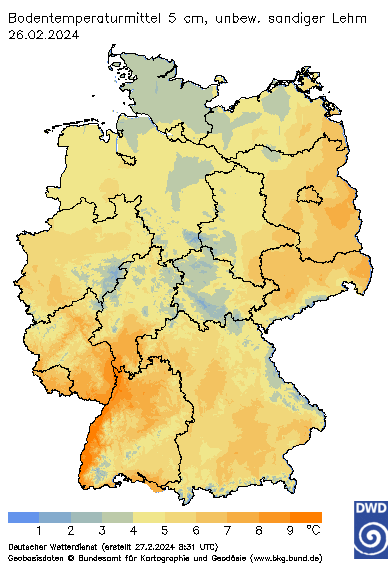 Bodentemperaturmittel 5 cm, unbew. sandiger Lehm
26.02.2024
DWD
1 2 3 4 5 6 7 8 9 °C
Deutscher Wetterdienst (erstellt 27.2.2024 8:31 UTC)
Geobasisdaten © Bundesamt für Kartographie und Geodäsie (www.bkg.bund.de)